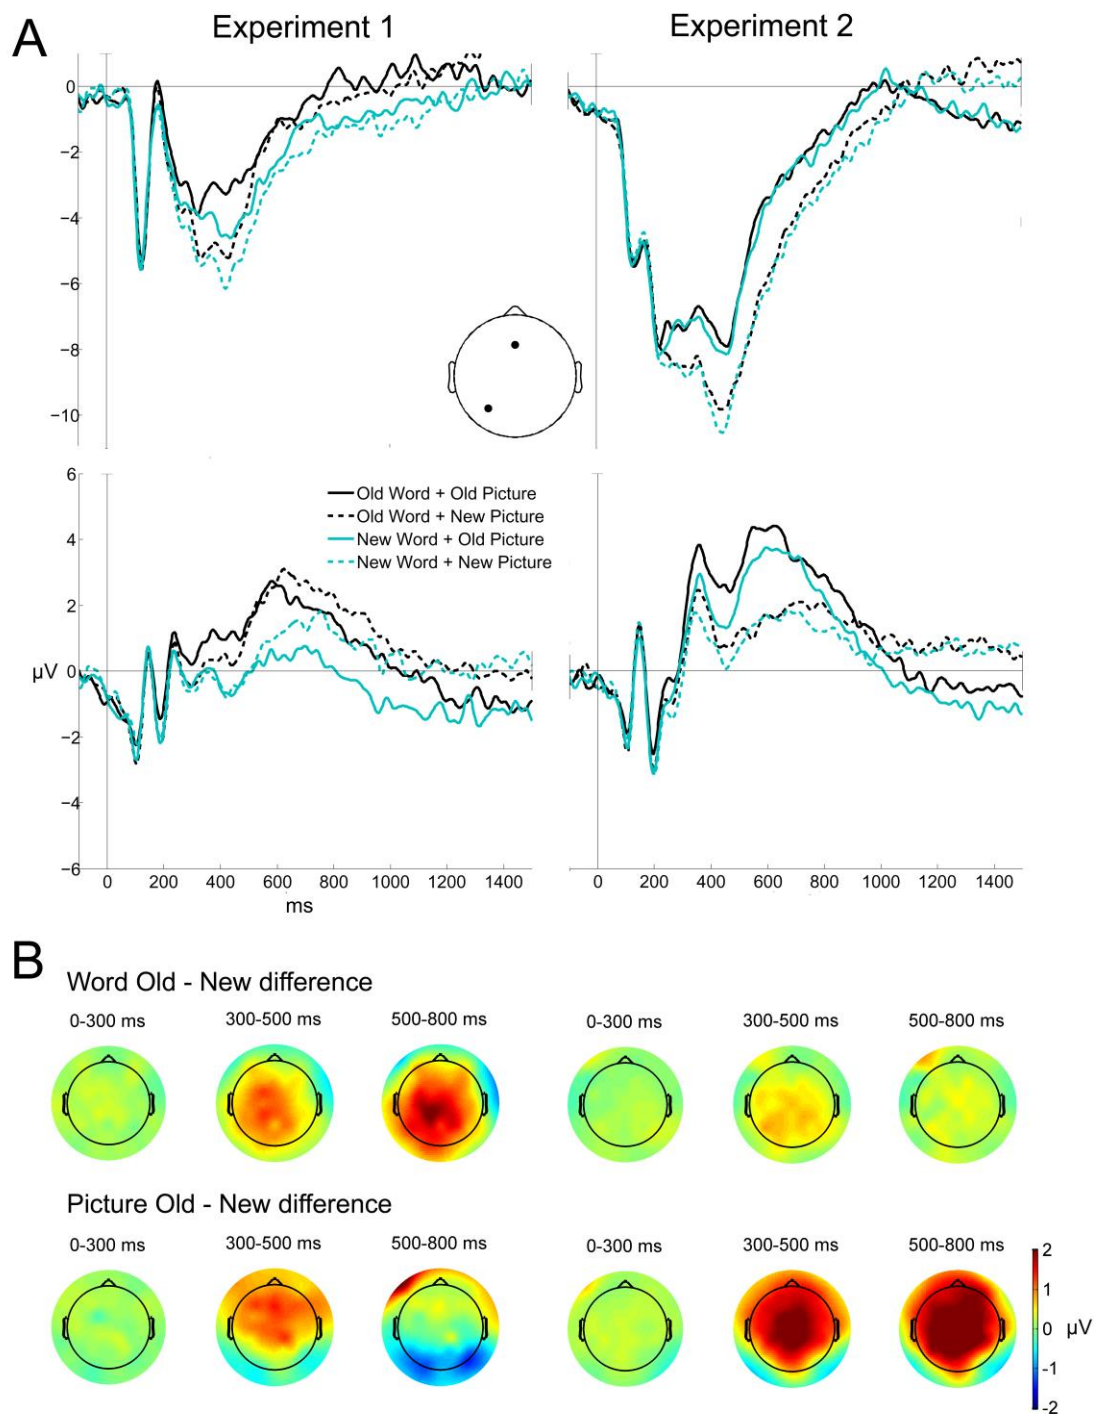 A
Experiment 1
Experiment 2
0
−2
−4
−6
−8
−10
6
4
2
µV 0
−2
−4
−6
Old Word + Old Picture
Old Word + New Picture
New Word + Old Picture
New Word + New Picture
0 200 400 600 800 1000 1200 1400
0 200 400 600 800 1000 1200 1400
ms
B
Word Old - New difference
0-300 ms 300-500 ms 500-800 ms 0-300 ms 300-500 ms 500-800 ms
Picture Old - New difference
0-300 ms 300-500 ms 500-800 ms 0-300 ms 300-500 ms 500-800 ms
2
1
0 µV
-1
-2